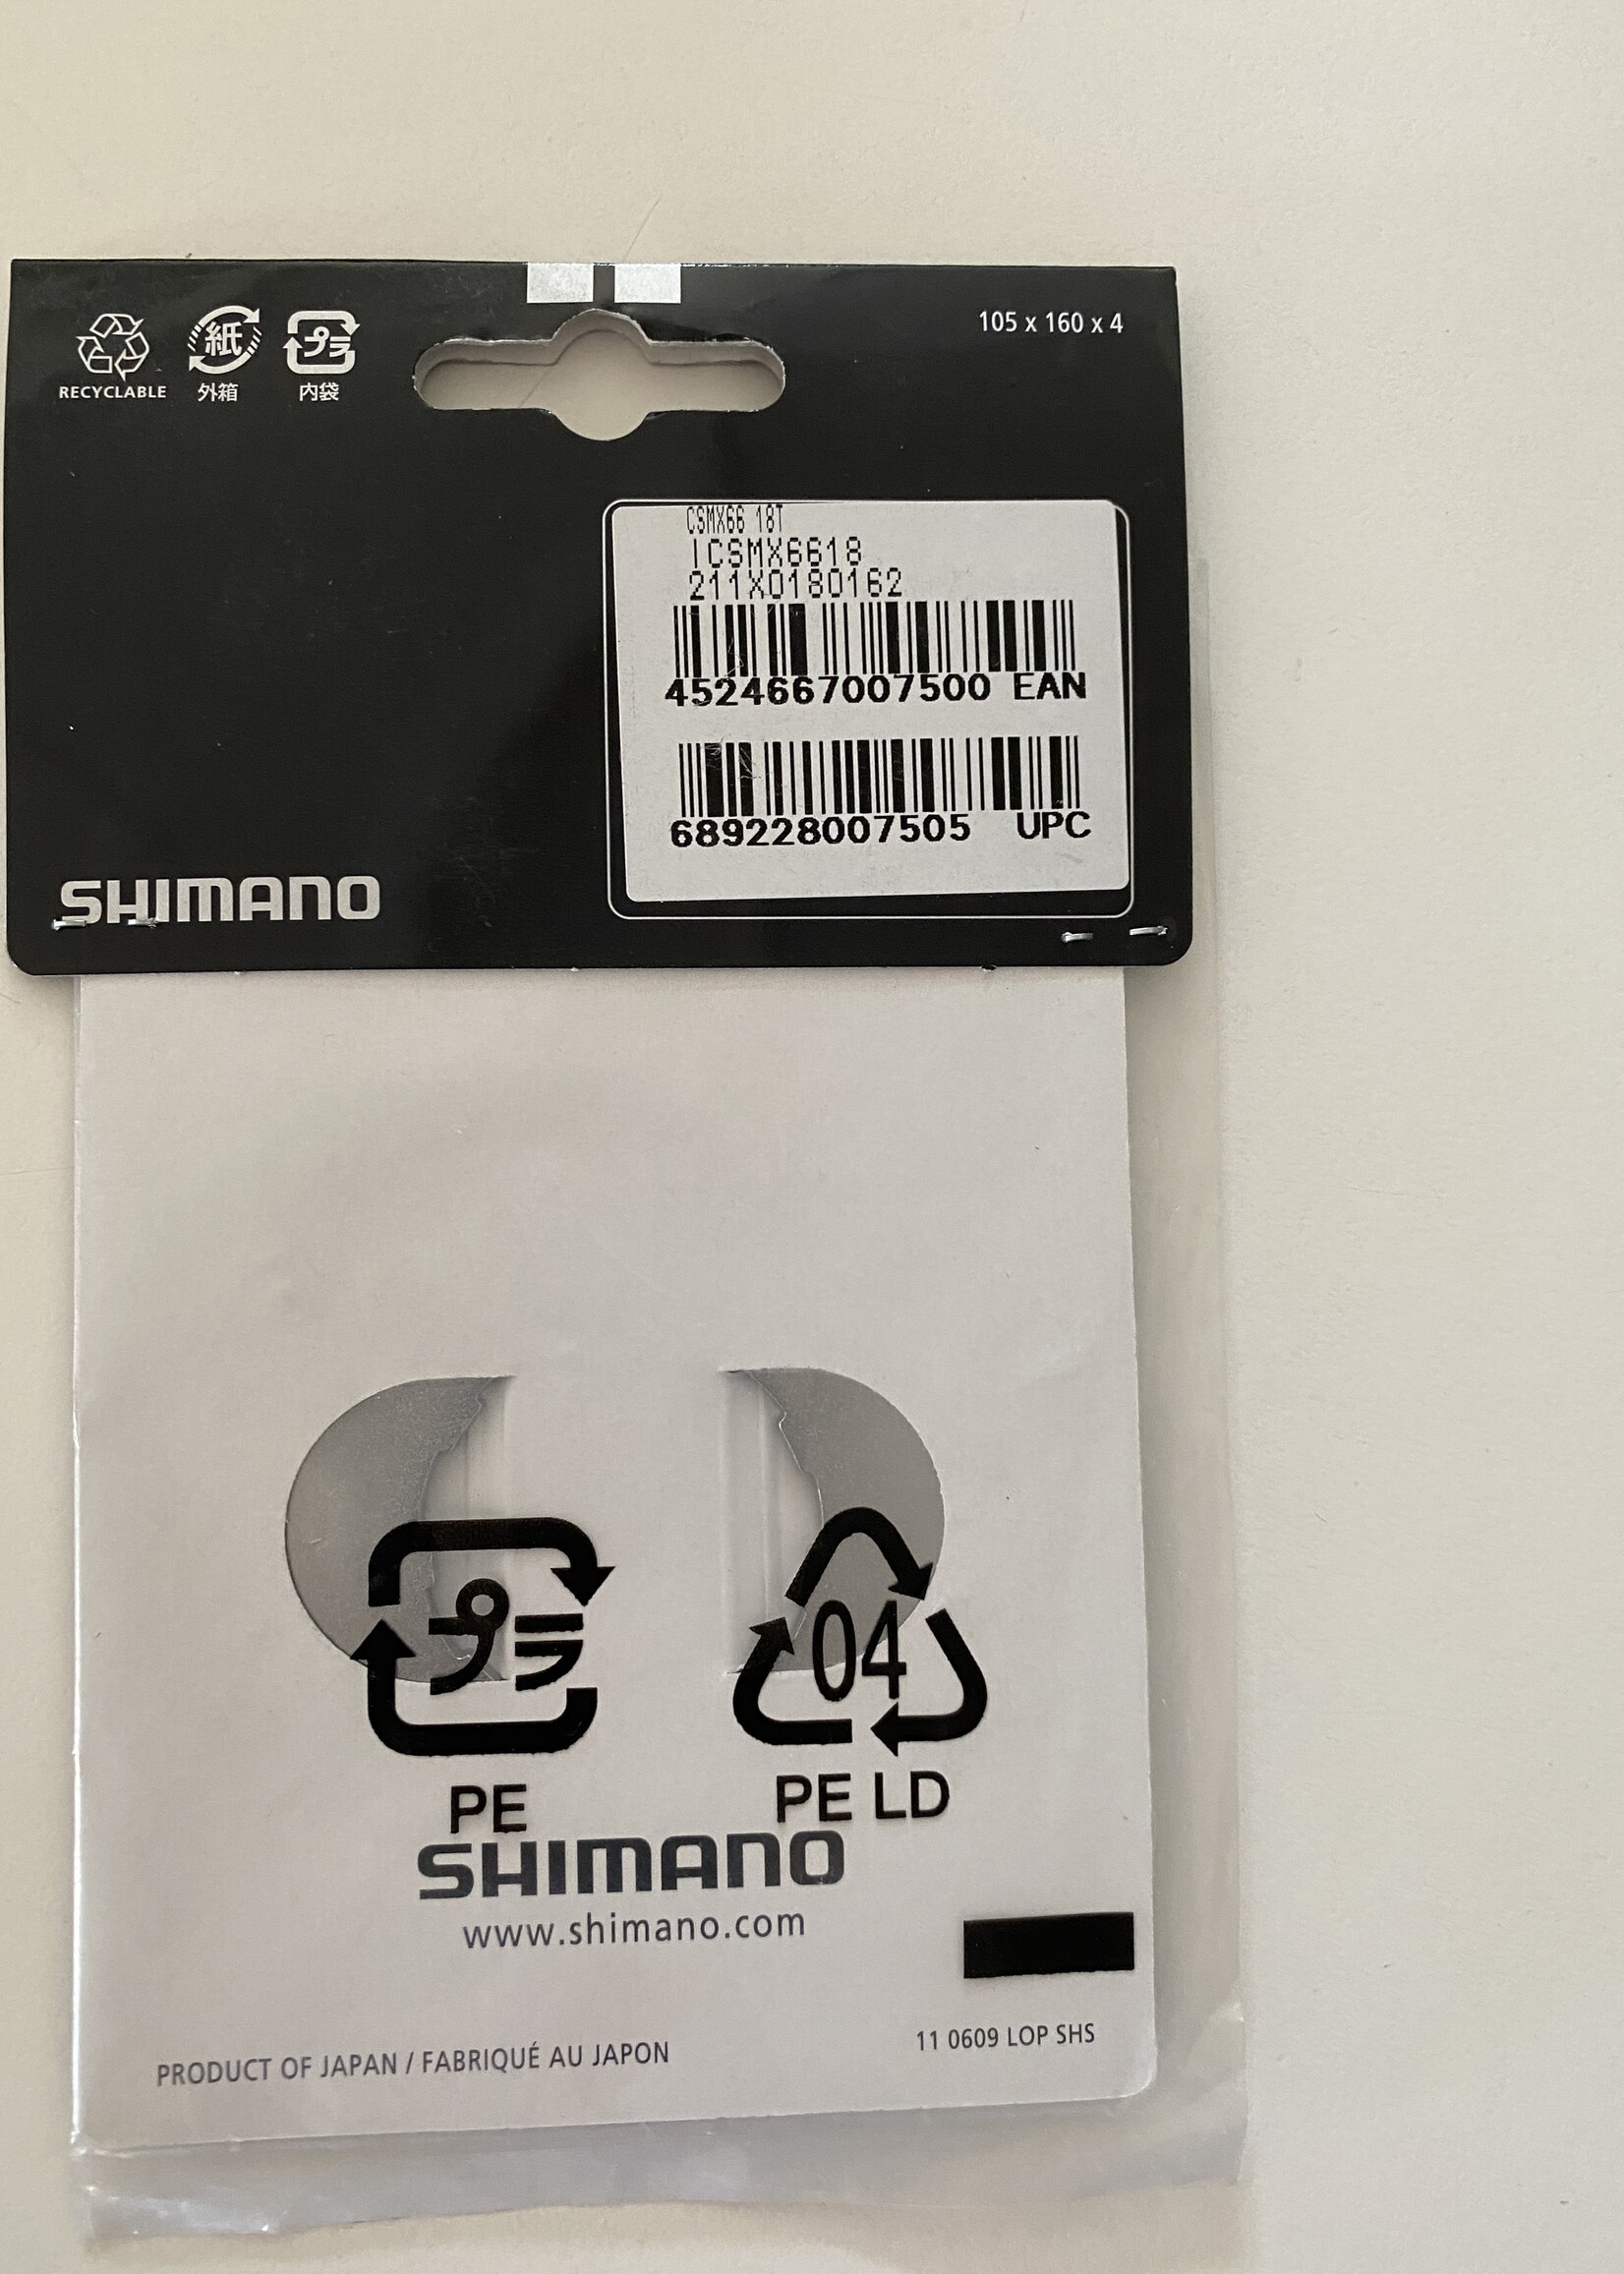 105 x 160 x 4
紙
プラ
RECYCLABLE
外箱
内袋
CSMX66 18T
ICSMX6618
211X0180162
4524667007500 EAN
689228007505 UPC
SHIMANO
プラ
04
PE
PE LD
SHIMANO
www.shimano.com
11 0609 LOP SHS
PRODUCT OF JAPAN / FABRIQUÉ AU JAPON